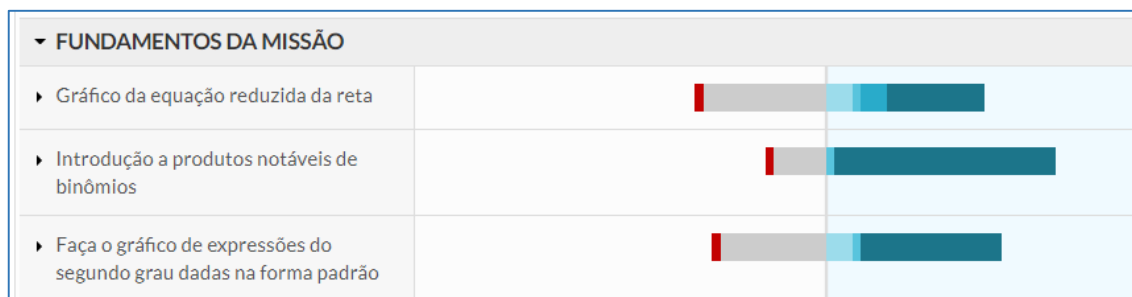 FUNDAMENTOS DA MISSÃO
Gráfico da equação reduzida da reta
Introdução a produtos notáveis de
binômios
Faça o gráfico de expressões do
segundo grau dadas na forma padrão